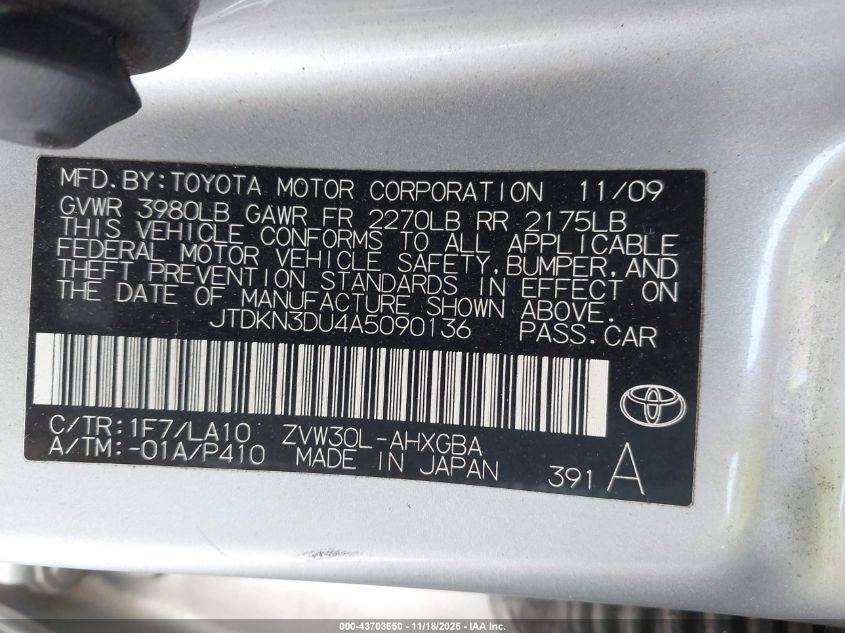 MFD.BY:TOYOTA MOTOR CORPORATION 11/09
GVWR 3980LB GAWR FR 2270LB RR 2175LB
THIS VEHICLE CONFORMS TO ALL APPLICABLE
FEDERAL MOTOR VEHICLE SAFETY,BUMPER,AND
THEFT PREVENTION STANDARDS IN EFFECT ON
THE DATE OF MANUFACTURE SHOWN ABOVE.
JTDKN3DU4A5090136 PASS.CAR
C/TR:1F7/LA10 ZVW30L-AHXGBA
A/TM:-01A/P410 MADE IN JAPAN 391 A
000-43703650 - 11/18/2025 - IAA Inc.